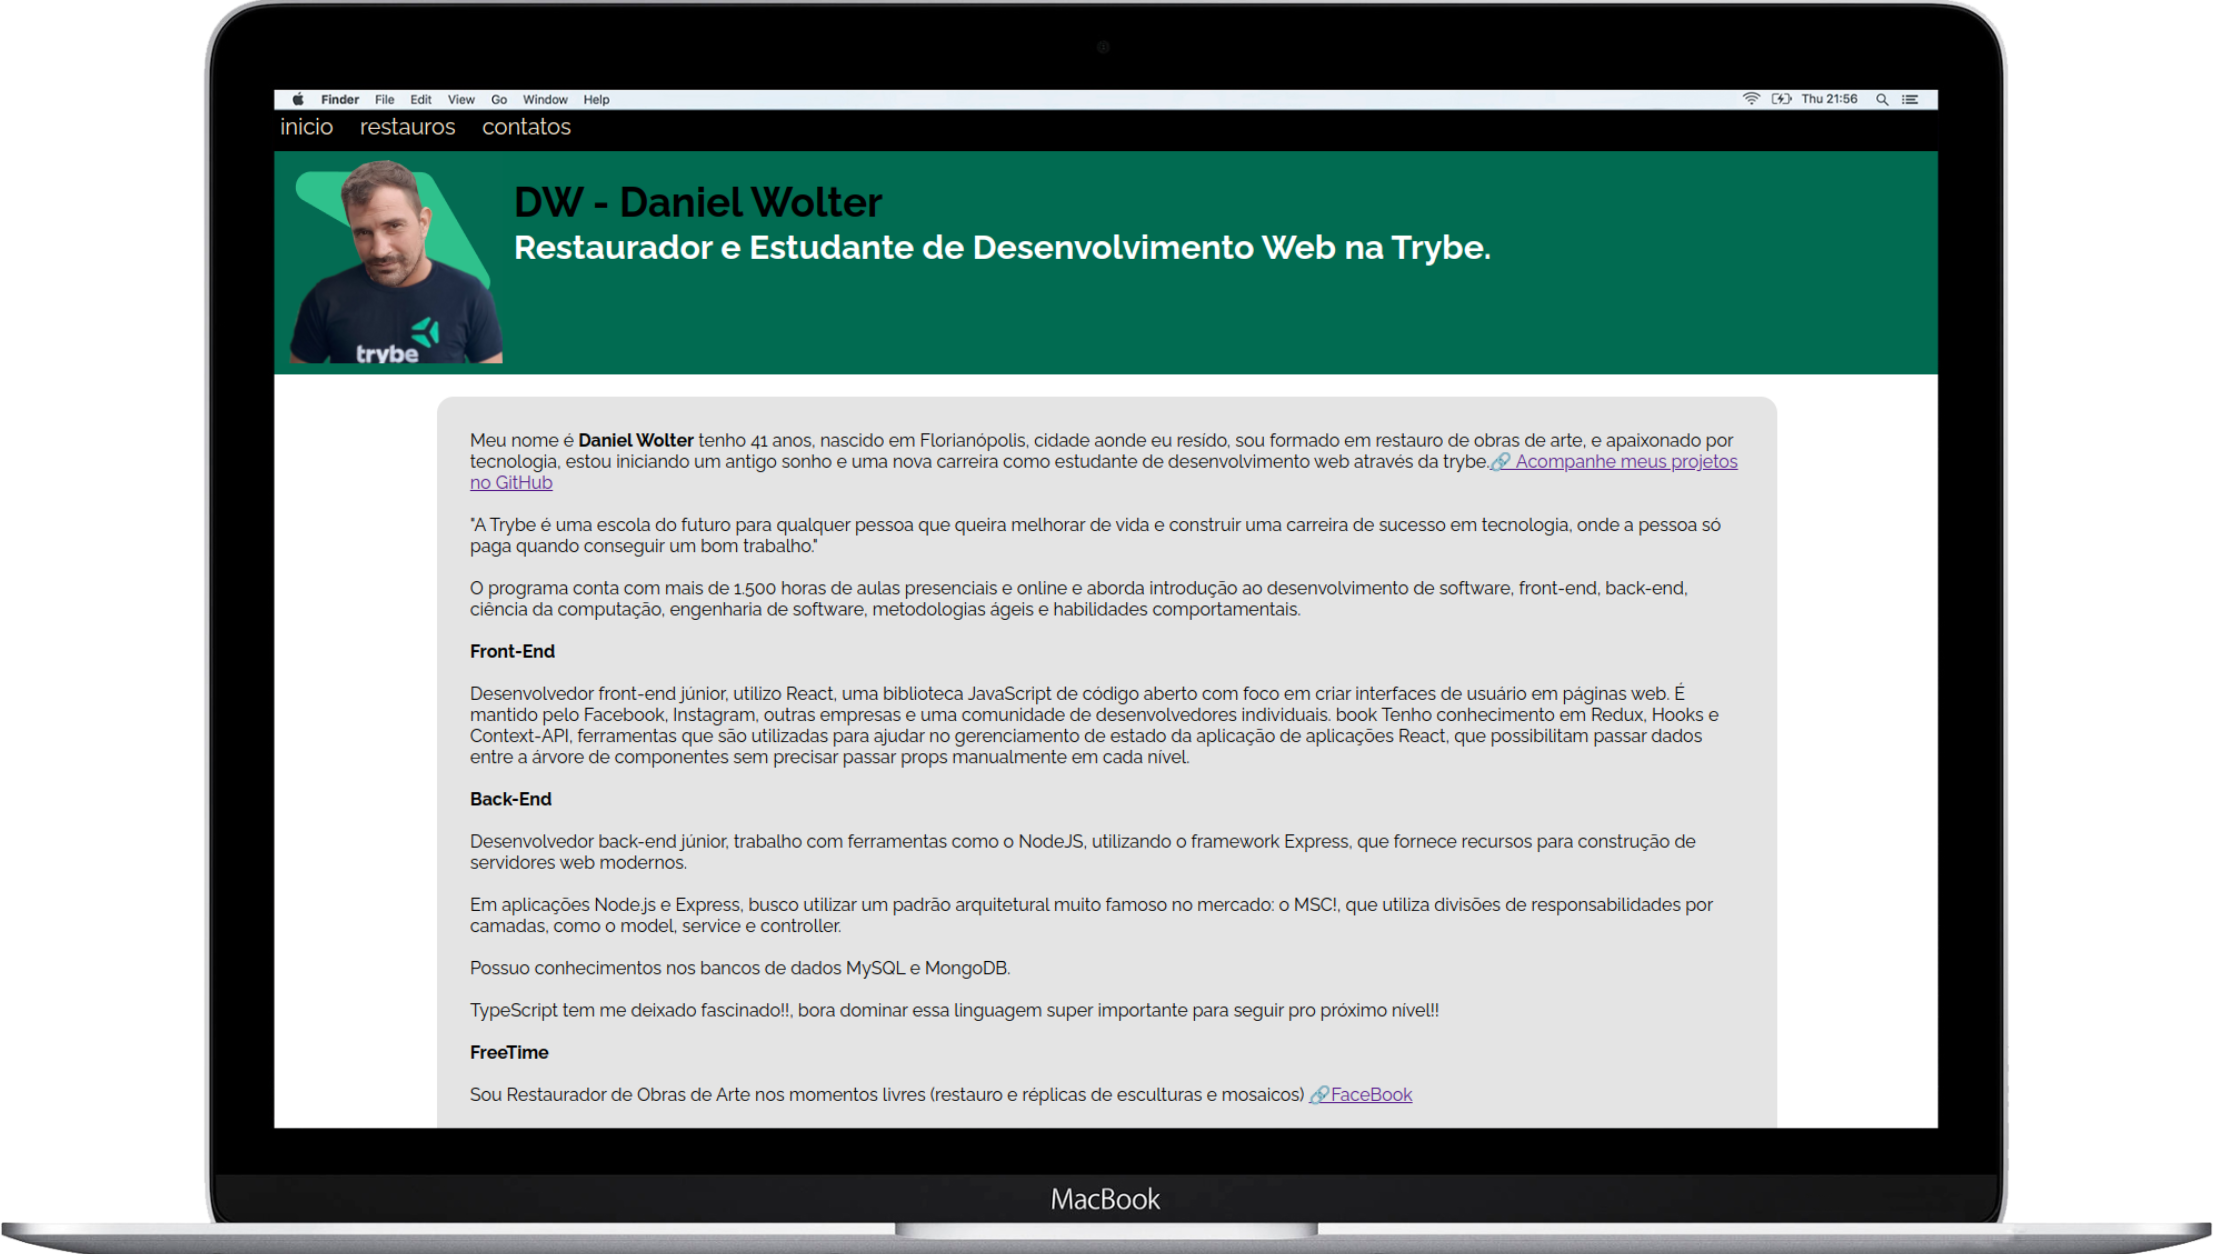 Finder File Edit View Go Window Help Thu 21:56
inicio restauros contatos
DW - Daniel Wolter
Restaurador e Estudante de Desenvolvimento Web na Trybe.
trybe
Meu nome é Daniel Wolter tenho 41 anos, nascido em Florianópolis, cidade aonde eu resído, sou formado em restauro de obras de arte, e apaixonado por
tecnologia, estou iniciando um antigo sonho e uma nova carreira como estudante de desenvolvimento web através da trybe.🔗 Acompanhe meus projetos
no GitHub
"A Trybe é uma escola do futuro para qualquer pessoa que queira melhorar de vida e construir uma carreira de sucesso em tecnologia, onde a pessoa só
paga quando conseguir um bom trabalho."
O programa conta com mais de 1.500 horas de aulas presenciais e online e aborda introdução ao desenvolvimento de software, front-end, back-end,
ciência da computação, engenharia de software, metodologias ágeis e habilidades comportamentais.
Front-End
Desenvolvedor front-end júnior, utilizo React, uma biblioteca JavaScript de código aberto com foco em criar interfaces de usuário em páginas web. É
mantido pelo Facebook, Instagram, outras empresas e uma comunidade de desenvolvedores individuais. book Tenho conhecimento em Redux, Hooks e
Context-API, ferramentas que são utilizadas para ajudar no gerenciamento de estado da aplicação de aplicações React, que possibilitam passar dados
entre a árvore de componentes sem precisar passar props manualmente em cada nível.
Back-End
Desenvolvedor back-end júnior, trabalho com ferramentas como o NodeJS, utilizando o framework Express, que fornece recursos para construção de
servidores web modernos.
Em aplicações Node.js e Express, busco utilizar um padrão arquitetural muito famoso no mercado: o MSC!, que utiliza divisões de responsabilidades por
camadas, como o model, service e controller.
Possuo conhecimentos nos bancos de dados MySQL e MongoDB.
TypeScript tem me deixado fascinado!!, bora dominar essa linguagem super importante para seguir pro próximo nível!!
FreeTime
Sou Restaurador de Obras de Arte nos momentos livres (restauro e réplicas de esculturas e mosaicos) 🔗FaceBook
MacBook